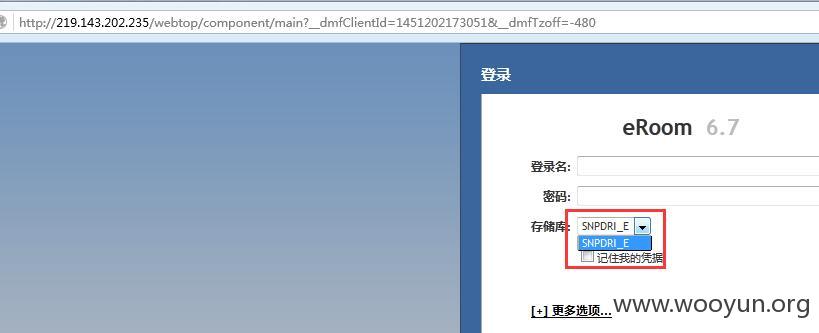 http://219.143.202.235/webtop/component/main?__dmfClientId=1451202173051&__dmfTzoff=-480
登录
eRoom 6.7
登录名:
密码:
存储库: SNPDRI_E
SNPDRI_E
记住我的凭据
[+] 更多选项...
www.wooyun.org